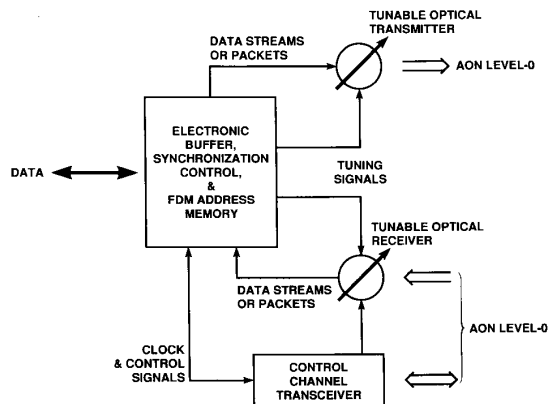 TUNABLE OPTICAL
TRANSMITTER
DATA STREAMS
OR PACKETS
AON LEVEL-0
ELECTRONIC
BUFFER,
SYNCHRONIZATION
CONTROL,
&
FDM ADDRESS
MEMORY
DATA
TUNING
SIGNALS
TUNABLE OPTICAL
RECEIVER
DATA STREAMS
OR PACKETS
AON LEVEL-0
CLOCK
& CONTROL
SIGNALS
CONTROL
CHANNEL
TRANSCEIVER